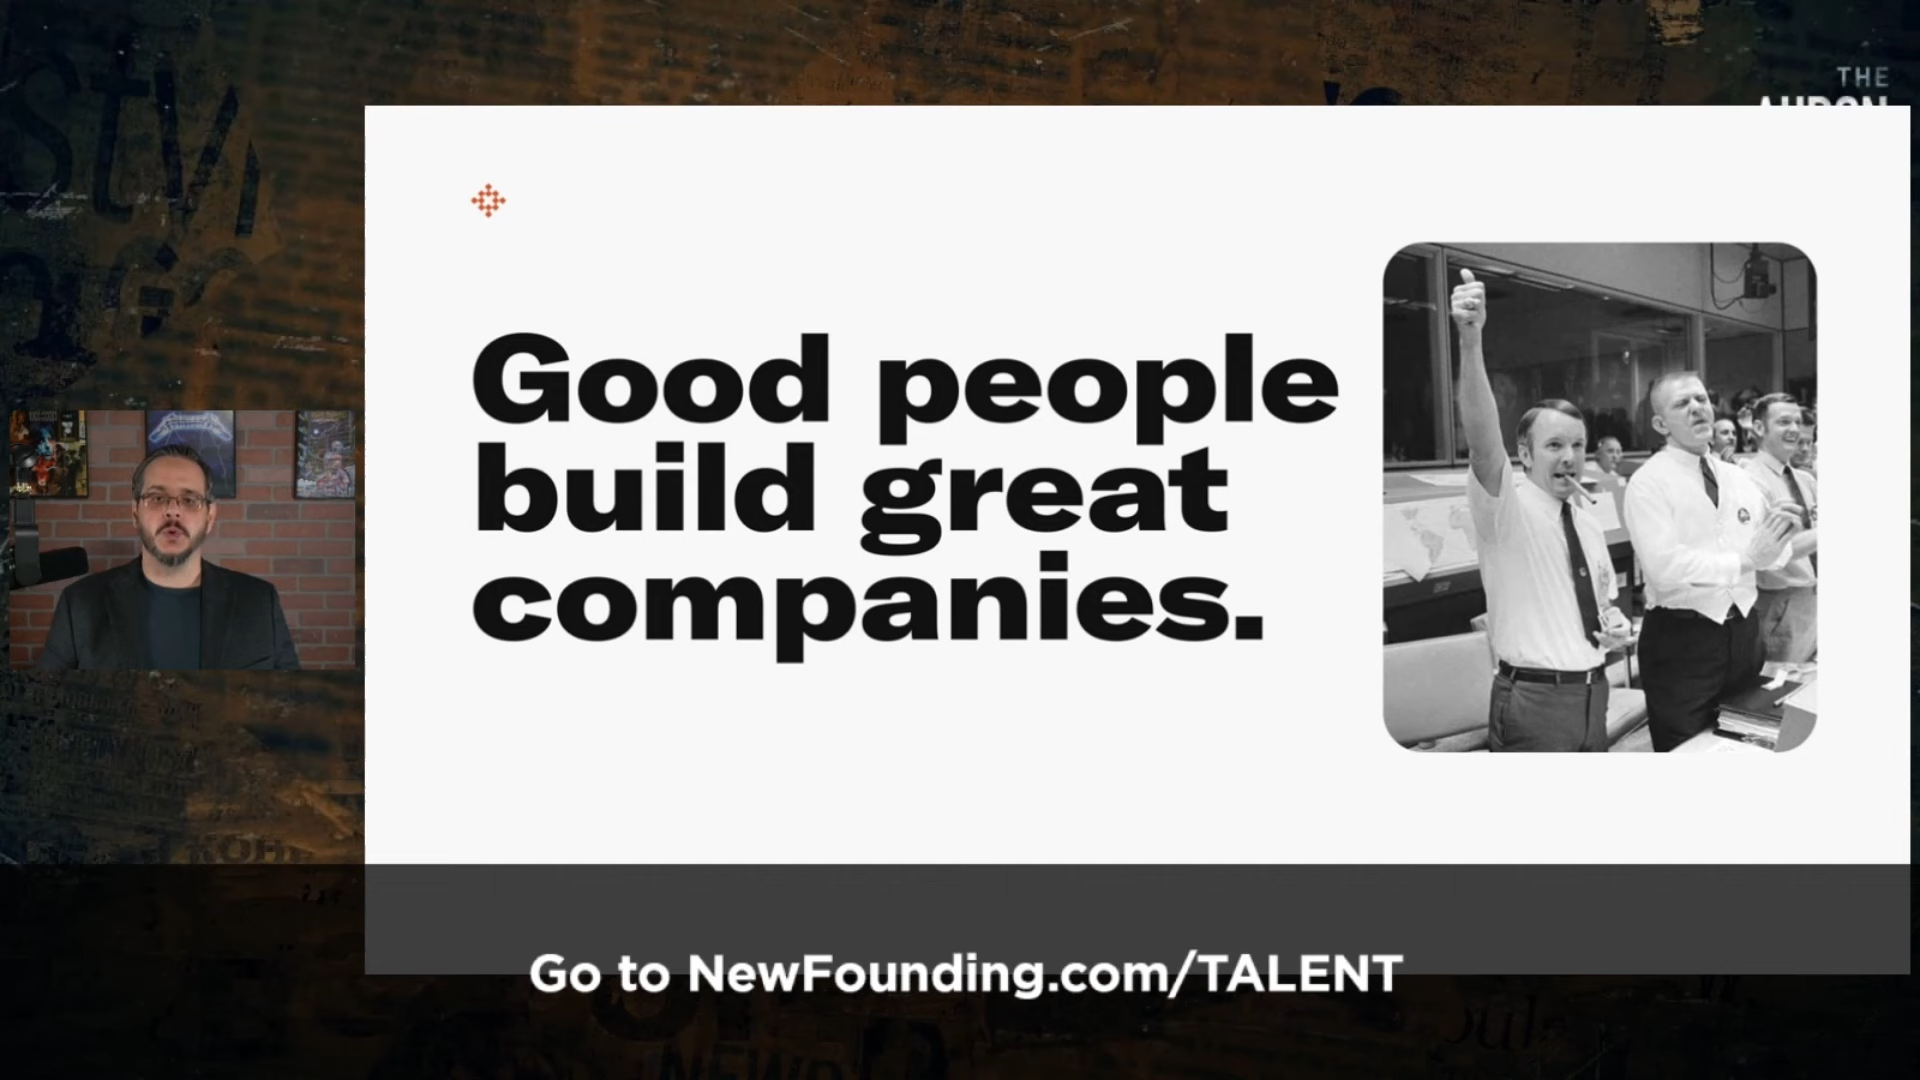 THE
Good people
build great
companies.
Go to NewFounding.com/TALENT